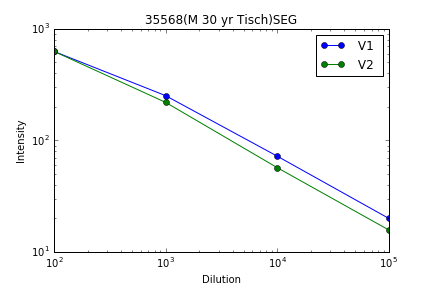 35568(M 30 yr Tisch)SEG
V1
V2
Intensity
10³
10²
10¹
10² 10³ 10⁴ 10⁵
Dilution